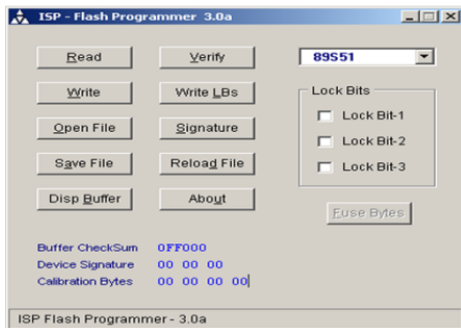 ISP - Flash Programmer 3.0a
Read Verify 89S51
Write Write LBs Lock Bits
Lock Bit-1
Open File Signature Lock Bit-2
Save File Reload File Lock Bit-3
Disp Buffer About
Fuse Bytes
Buffer CheckSum 0FF000
Device Signature 00 00 00
Calibration Bytes 00 00 00 00
ISP Flash Programmer - 3.0a